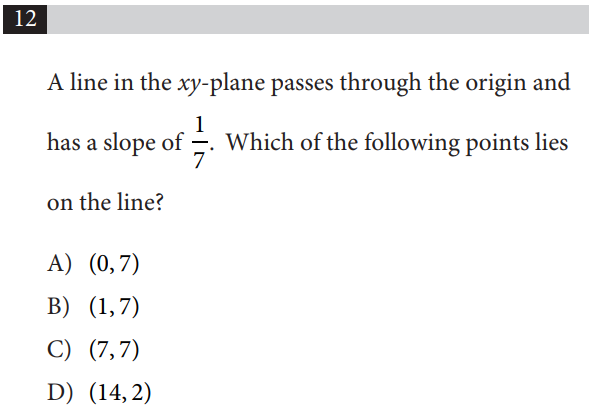 12
A line in the xy-plane passes through the origin and
has a slope of 1/7. Which of the following points lies
on the line?
A) (0, 7)
B) (1, 7)
C) (7, 7)
D) (14, 2)